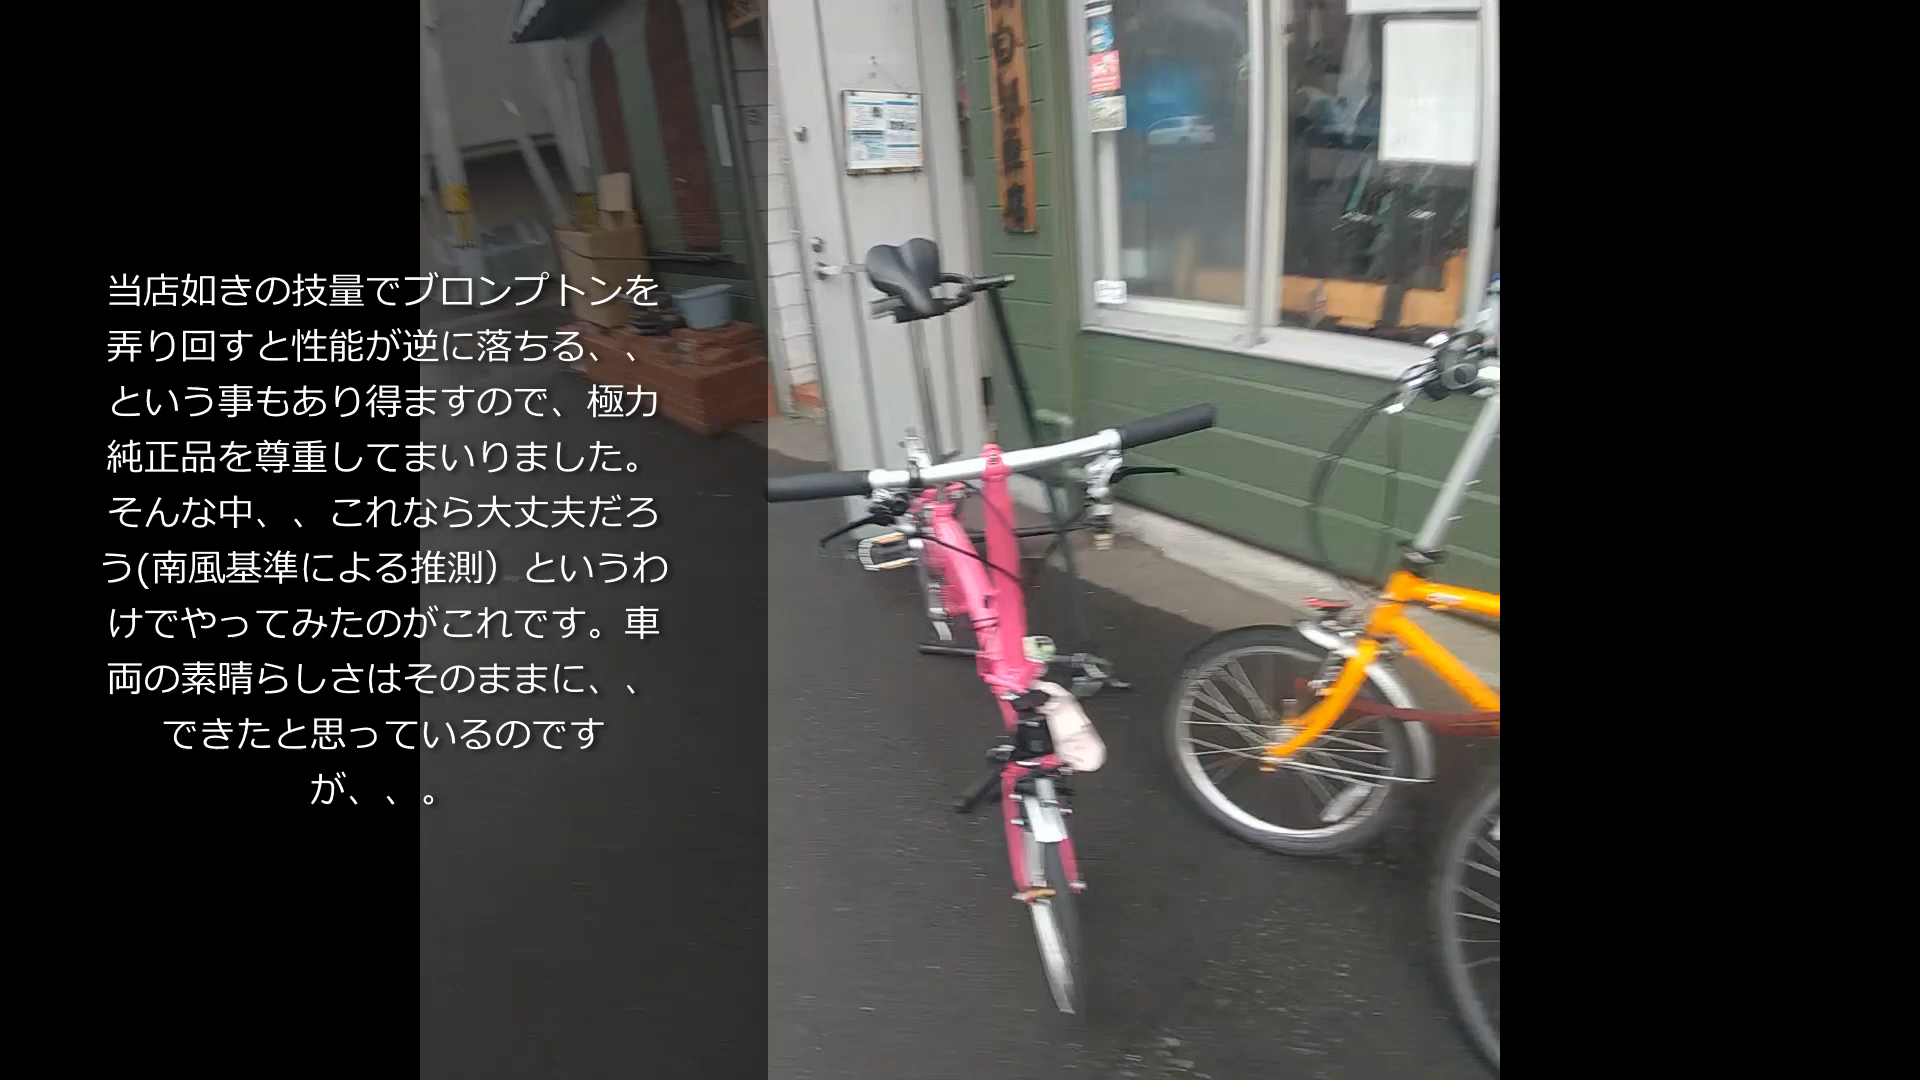 当店如きの技量でブロンプトンを
弄り回すと性能が逆に落ちる、、
という事もあり得ますので、極力
純正品を尊重してまいりました。
そんな中、、これなら大丈夫だろ
う(南風基準による推測）というわ
けでやってみたのがこれです。車
両の素晴らしさはそのままに、、
できたと思っているのです
が、、。